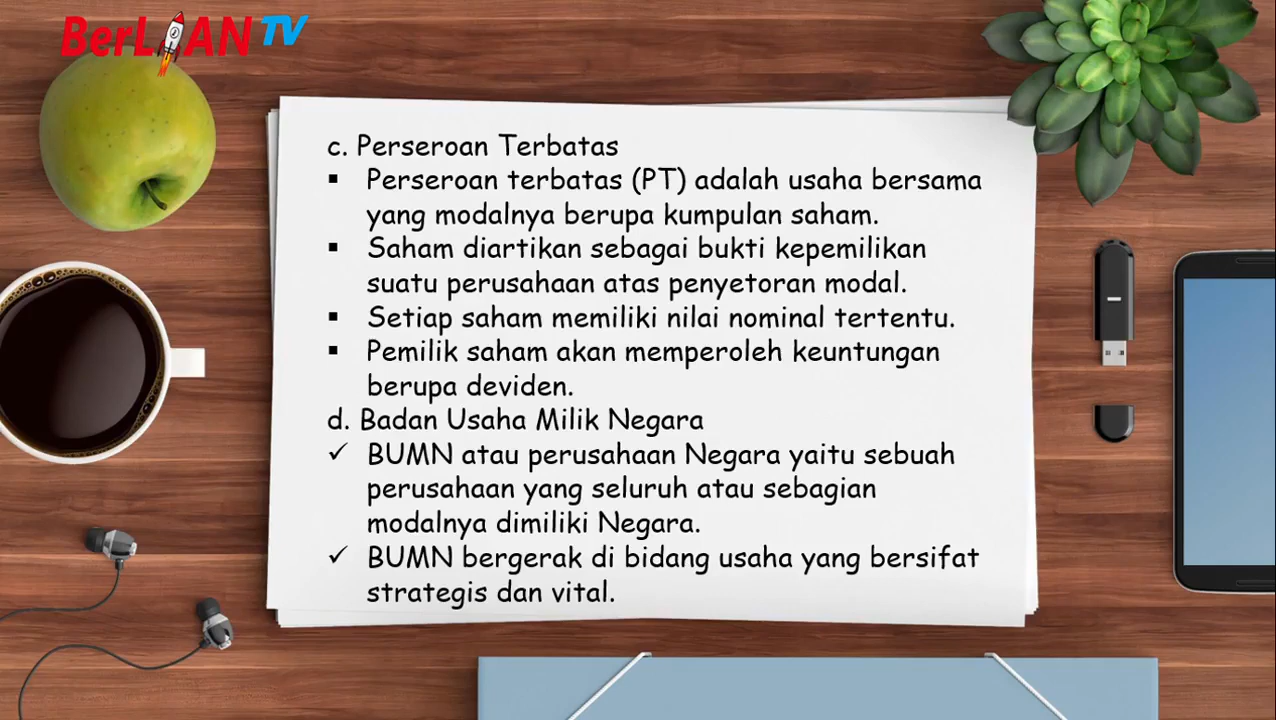 BerLIAN TV
c. Perseroan Terbatas
▪ Perseroan terbatas (PT) adalah usaha bersama
yang modalnya berupa kumpulan saham.
▪ Saham diartikan sebagai bukti kepemilikan
suatu perusahaan atas penyetoran modal.
▪ Setiap saham memiliki nilai nominal tertentu.
▪ Pemilik saham akan memperoleh keuntungan
berupa deviden.
d. Badan Usaha Milik Negara
✓ BUMN atau perusahaan Negara yaitu sebuah
perusahaan yang seluruh atau sebagian
modalnya dimiliki Negara.
✓ BUMN bergerak di bidang usaha yang bersifat
strategis dan vital.